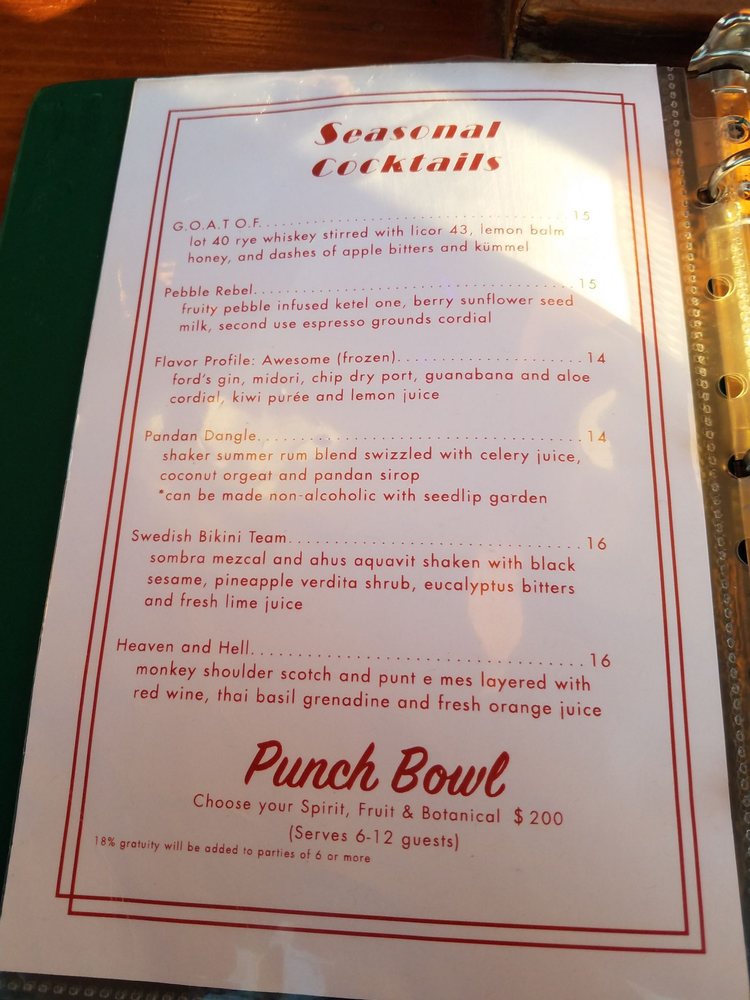 Seasonal
Cocktails
G.O.A.T O.F. 15
lot 40 rye whiskey stirred with licor 43, lemon balm
honey, and dashes of apple bitters and kümmel
Pebble Rebel. 15
fruity pebble infused ketel one, berry sunflower seed
milk, second use espresso grounds cordial
Flavor Profile: Awesome (frozen). 14
ford's gin, midori, chip dry port, guanabana and aloe
cordial, kiwi purée and lemon juice
Pandan Dangle. 14
shaker summer rum blend swizzled with celery juice,
coconut orgeat and pandan sirop
*can be made non-alcoholic with seedlip garden
Swedish Bikini Team. 16
sombra mezcal and ahus aquavit shaken with black
sesame, pineapple verdita shrub, eucalyptus bitters
and fresh lime juice
Heaven and Hell. 16
monkey shoulder scotch and punt e mes layered with
red wine, thai basil grenadine and fresh orange juice
Punch Bowl
Choose your Spirit, Fruit & Botanical $200
(Serves 6-12 guests)
18% gratuity will be added to parties of 6 or more